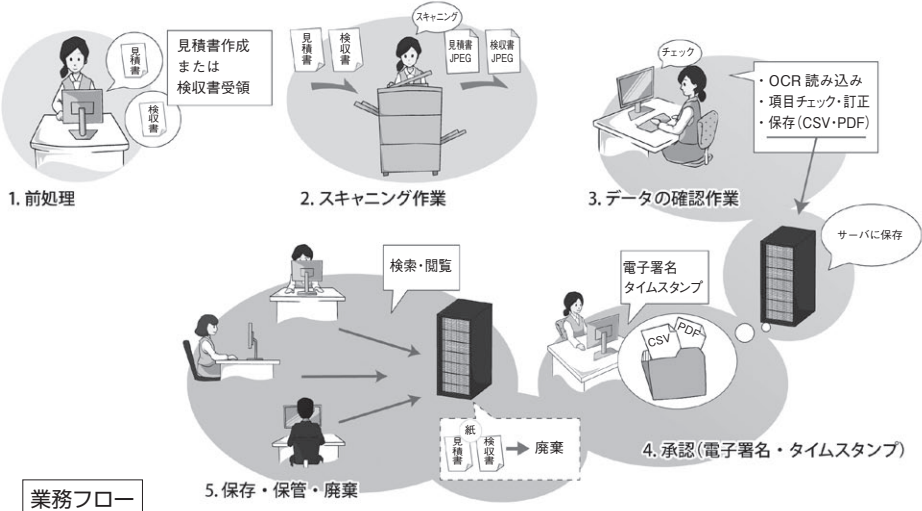 見積書
検収書
見積書作成
または
検収書受領
1. 前処理
見積書
検収書
スキャニング
見積書
JPEG
検収書
JPEG
2. スキャニング作業
チェック
・OCR 読み込み
・項目チェック・訂正
・保存(CSV・PDF)
3. データの確認作業
サーバに保存
電子署名
タイムスタンプ
CSV
PDF
4. 承認(電子署名・タイムスタンプ)
検索・閲覧
紙
見積書
検収書
廃棄
5. 保存・保管・廃棄
業務フロー